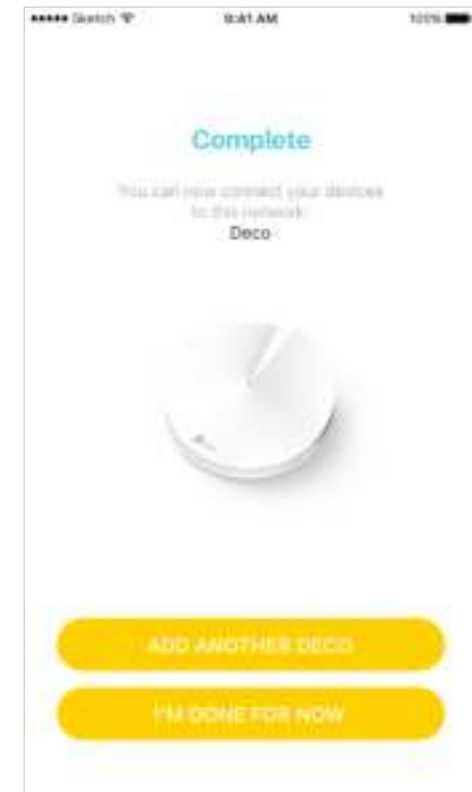 Sketch 9:41 AM 100%
Complete
You can now connect your devices
to this network:
Deco
ADD ANOTHER DECO
I'M DONE FOR NOW